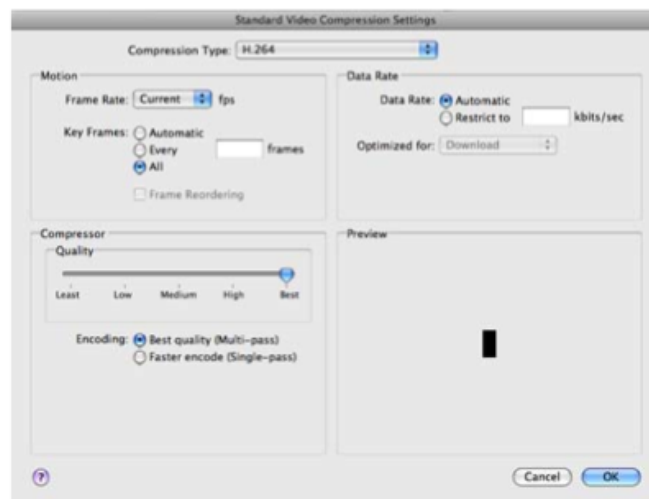 Standard Video Compression Settings
Compression Type: H.264
Motion
Frame Rate: Current fps
Key Frames: Automatic
Every frames
All
Frame Reordering
Data Rate
Data Rate: Automatic
Restrict to kbits/sec
Optimized for: Download
Compressor
Quality
Least Low Medium High Best
Encoding: Best quality (Multi-pass)
Faster encode (Single-pass)
Preview
?
Cancel OK